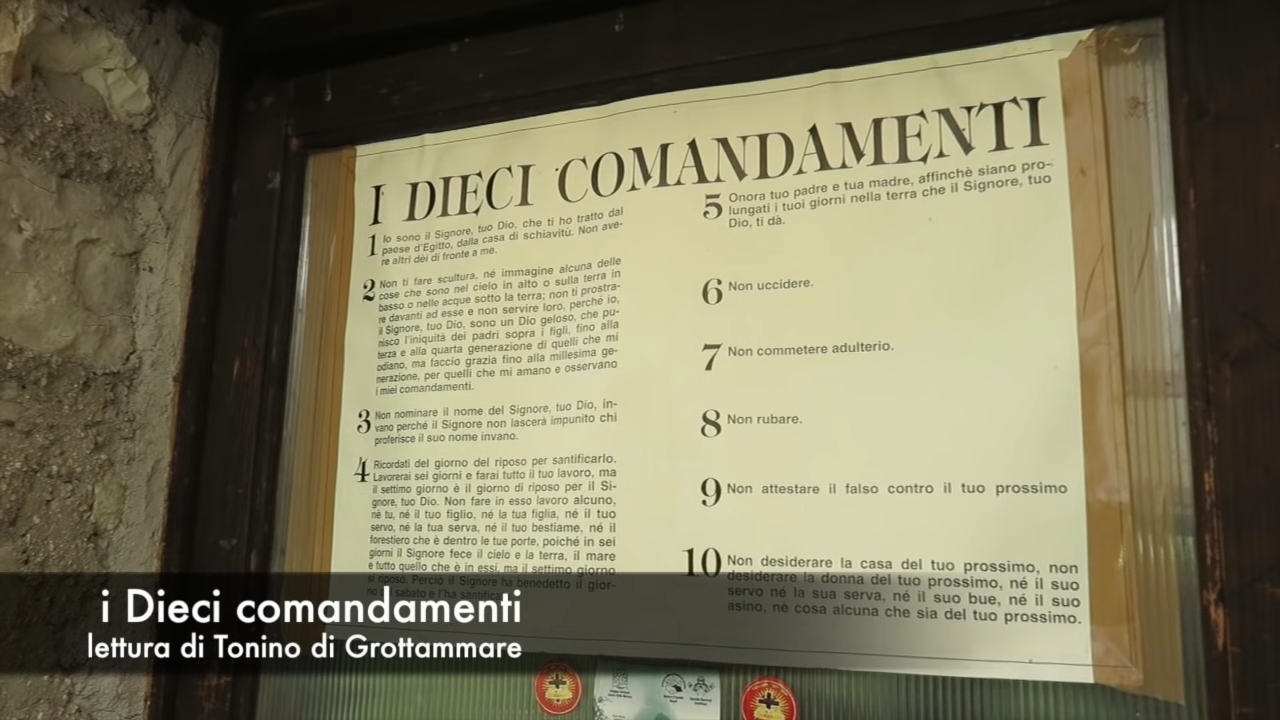 I DIECI COMANDAMENTI
1 Io sono il Signore, tuo Dio, che ti ho tratto dal
paese d'Egitto, dalla casa di schiavitù. Non ave-
re altri dèi di fronte a me.
2 Non ti fare scultura, né immagine alcuna delle
cose che sono nel cielo in alto o sulla terra in
basso o nelle acque sotto la terra; non ti prostra-
re davanti ad esse e non servire loro, perché io,
il Signore, tuo Dio, sono un Dio geloso, che pu-
nisco l'iniquità dei padri sopra i figli, fino alla
terza e alla quarta generazione di quelli che mi
odiano, ma faccio grazia fino alla millesima ge-
nerazione, per quelli che mi amano e osservano
i miei comandamenti.
3 Non nominare il nome del Signore, tuo Dio, in-
vano perché il Signore non lascerà impunito chi
proferisce il suo nome invano.
4 Ricordati del giorno del riposo per santificarlo.
Lavorerai sei giorni e farai tutto il tuo lavoro, ma
il settimo giorno è il giorno di riposo per il Si-
gnore, tuo Dio. Non fare in esso lavoro alcuno,
nè tu, né il tuo figlio, né la tua figlia, né il tuo
servo, né la tua serva, né il tuo bestiame, né il
forestiero che è dentro le tue porte, poiché in sei
giorni il Signore fece il cielo e la terra, il mare
e tutto quello che è in essi, ma il settimo giorno
si riposò. Perciò il Signore ha benedetto il gior-
no del sabato e l'ha
5 Onora tuo padre e tua madre, affinchè siano pro-
lungati i tuoi giorni nella terra che il Signore, tuo
Dio, ti dà.
6 Non uccidere.
7 Non commetere adulterio.
8 Non rubare.
9 Non attestare il falso contro il tuo prossimo
10 Non desiderare la casa del tuo prossimo, non
desiderare la donna del tuo prossimo, né il suo
servo né la sua serva, né il suo bue, né il suo
asino, nè cosa alcuna che sia del tuo prossimo.
i Dieci comandamenti
lettura di Tonino di Grottammare